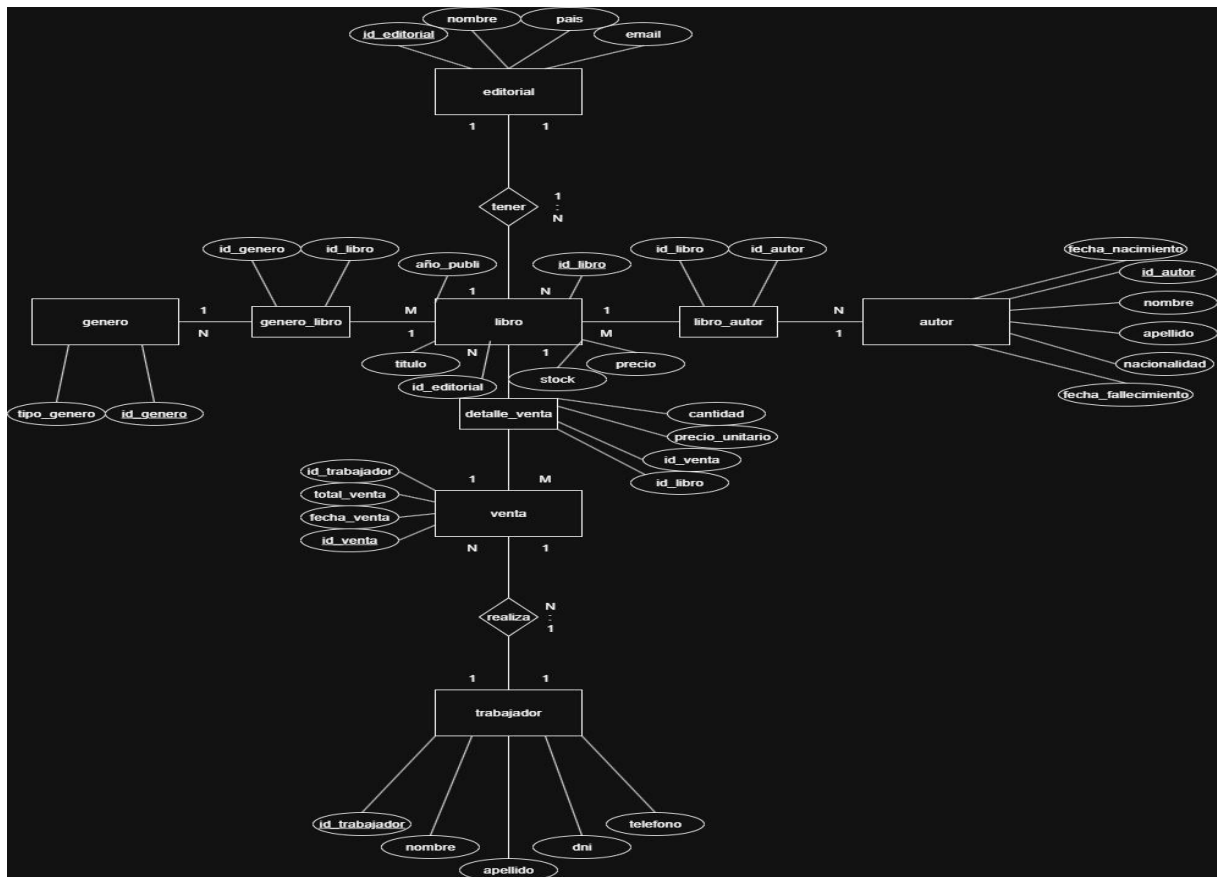 nombre
pais
id_editorial
email
editorial
1 1
tener
1
:
N
id_genero
id_libro
año_publi
id_libro
id_libro
id_autor
fecha_nacimiento
id_autor
nombre
apellido
nacionalidad
fecha_fallecimiento
genero
1
N
genero_libro
M
1
1 N
libro
N 1
1
M
libro_autor
N
1
autor
titulo
id_editorial
stock
precio
tipo_genero
id_genero
detalle_venta
cantidad
precio_unitario
id_venta
id_libro
id_trabajador
total_venta
fecha_venta
id_venta
1 M
venta
N 1
realiza
N
:
1
1 1
trabajador
id_trabajador
nombre
apellido
dni
telefono